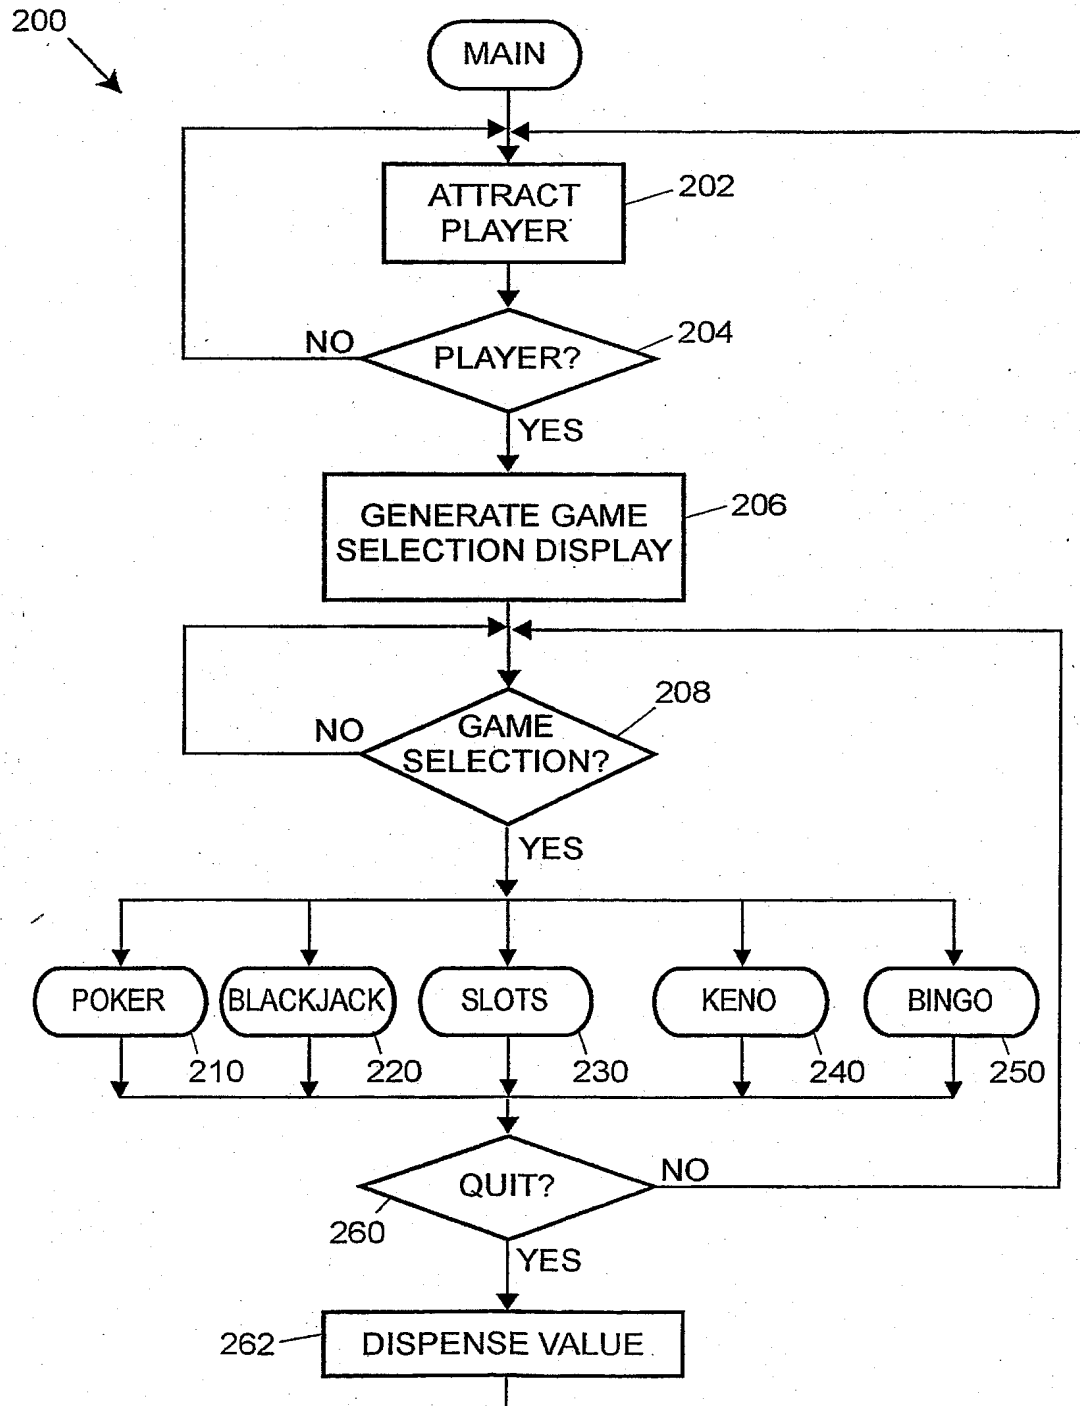 200
MAIN
ATTRACT
PLAYER
202
PLAYER?
204
NO
YES
GENERATE GAME
SELECTION DISPLAY
206
GAME
SELECTION?
208
NO
YES
POKER
BLACKJACK
SLOTS
KENO
BINGO
210
220
230
240
250
QUIT?
NO
260
YES
262
DISPENSE VALUE